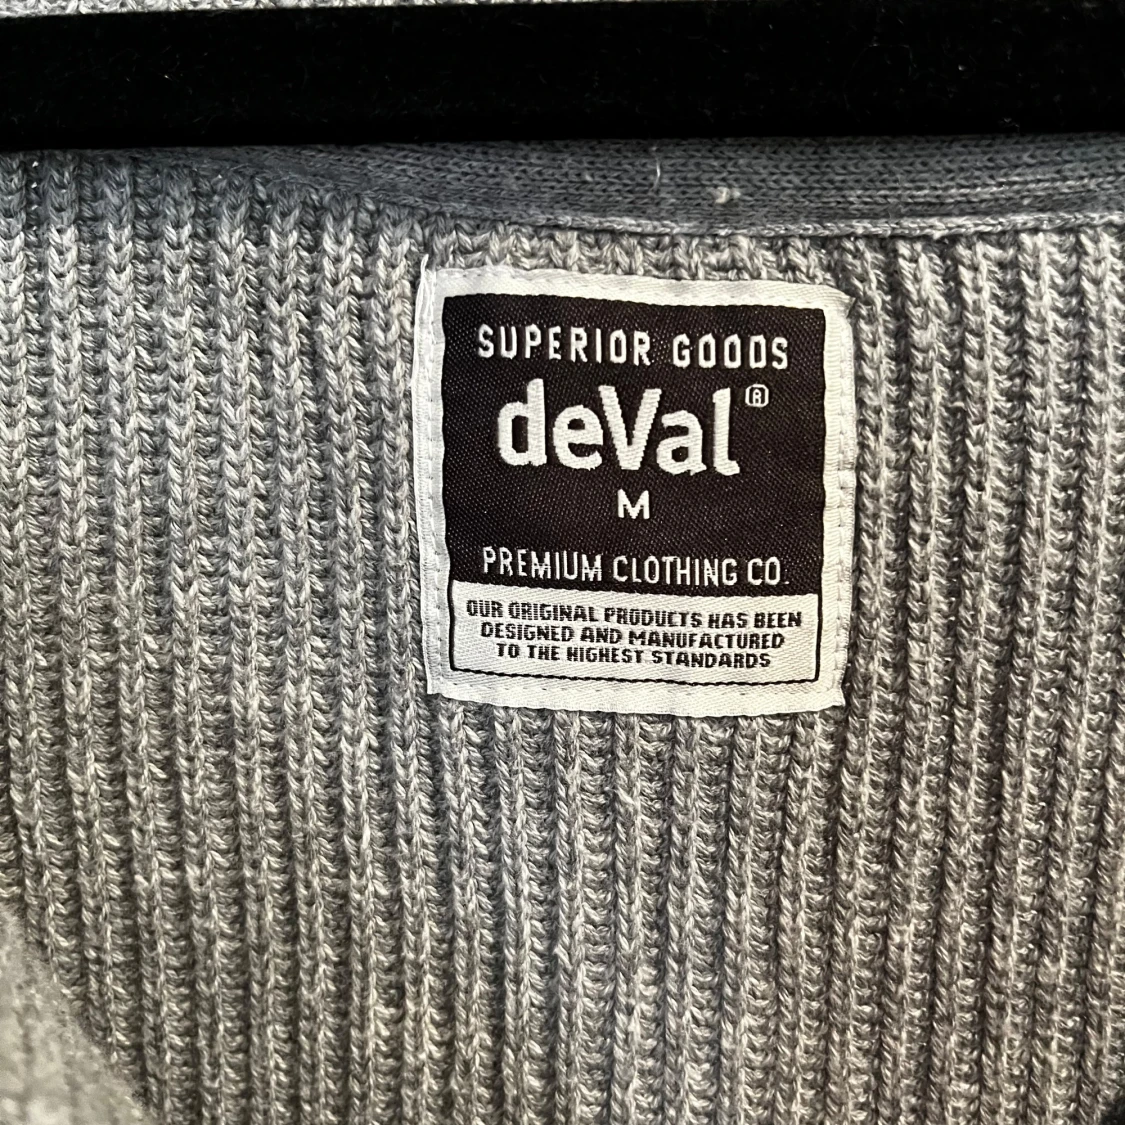 SUPERIOR GOODS
deVal®
M
PREMIUM CLOTHING CO.
OUR ORIGINAL PRODUCTS HAS BEEN
DESIGNED AND MANUFACTURED
TO THE HIGHEST STANDARDS